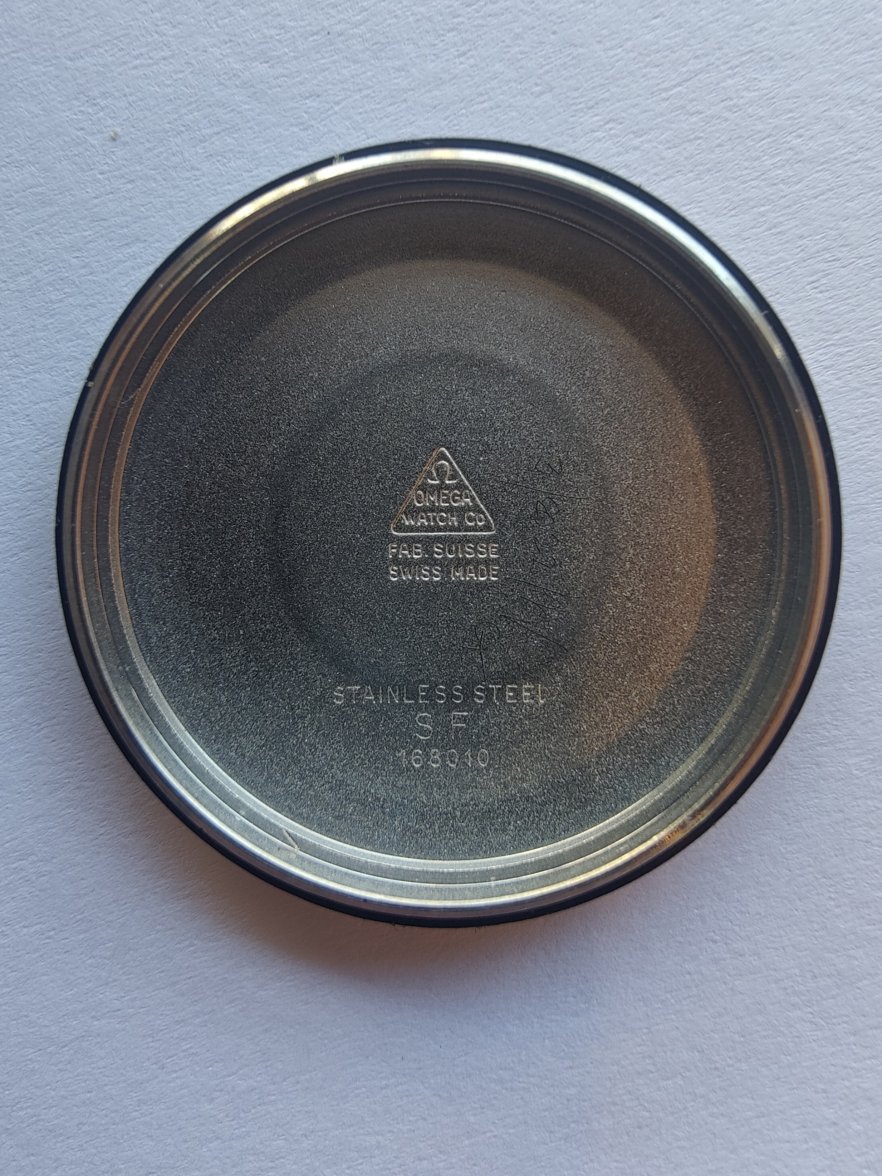 Ω
OMEGA
WATCH Co
FAB. SUISSE
SWISS MADE
STAINLESS STEEL
S F
168010